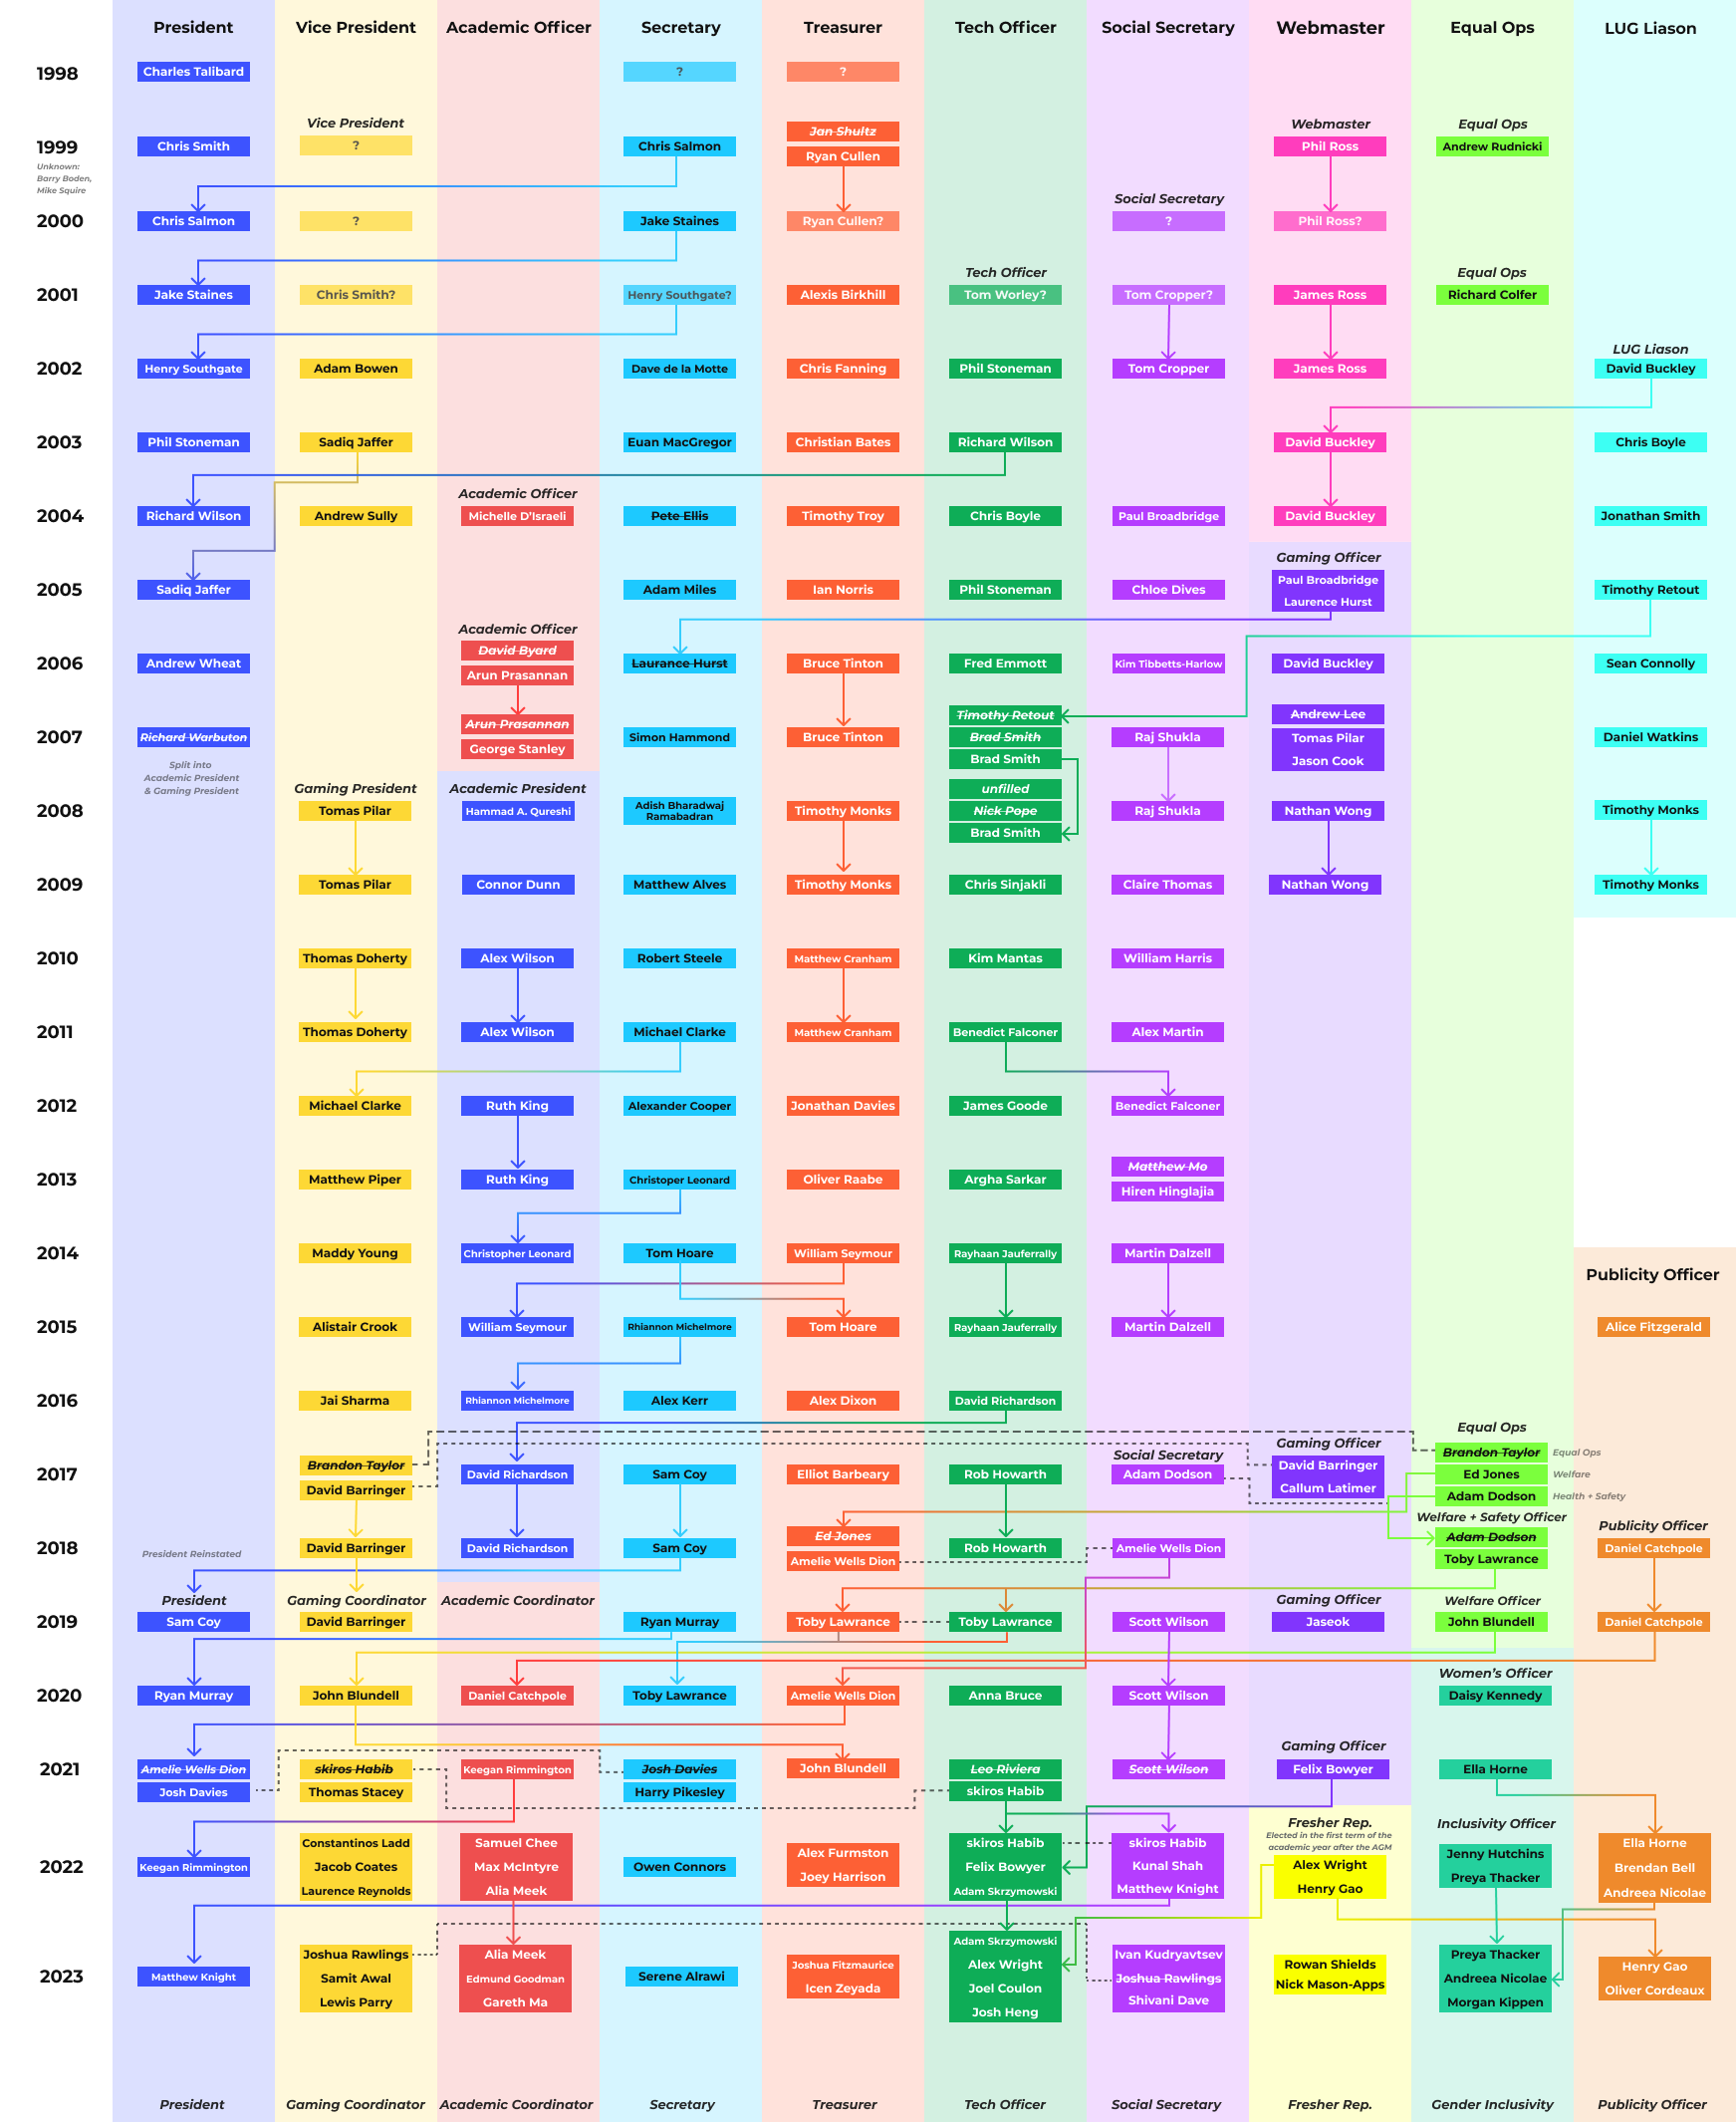 President
Vice President
Academic Officer
Secretary
Treasurer
Tech Officer
Social Secretary
Webmaster
Equal Ops
LUG Liason
1998
Charles Talibard
?
?
1999
Unknown:
Barry Boden,
Mike Squire
Chris Smith
Vice President
?
Chris Salmon
Jan Shultz
Ryan Cullen
Webmaster
Phil Ross
Equal Ops
Andrew Rudnicki
2000
Chris Salmon
?
Jake Staines
Ryan Cullen?
Social Secretary
?
Phil Ross?
2001
Jake Staines
Chris Smith?
Henry Southgate?
Alexis Birkhill
Tech Officer
Tom Worley?
Tom Cropper?
James Ross
Equal Ops
Richard Colfer
2002
Henry Southgate
Adam Bowen
Dave de la Motte
Chris Fanning
Phil Stoneman
Tom Cropper
James Ross
LUG Liason
David Buckley
2003
Phil Stoneman
Sadiq Jaffer
Euan MacGregor
Christian Bates
Richard Wilson
David Buckley
Chris Boyle
2004
Richard Wilson
Andrew Sully
Academic Officer
Michelle D'Israeli
Pete Ellis
Timothy Troy
Chris Boyle
Paul Broadbridge
David Buckley
Jonathan Smith
2005
Sadiq Jaffer
Adam Miles
Ian Norris
Phil Stoneman
Chloe Dives
Gaming Officer
Paul Broadbridge
Laurence Hurst
Timothy Retout
2006
Andrew Wheat
Academic Officer
David Byard
Arun Prasannan
Laurance Hurst
Bruce Tinton
Fred Emmott
Kim Tibbetts-Harlow
David Buckley
Sean Connolly
2007
Richard Warbuton
Split into
Academic President
& Gaming President
Arun Prasannan
George Stanley
Simon Hammond
Bruce Tinton
Timothy Retout
Brad Smith
Brad Smith
Raj Shukla
Andrew Lee
Tomas Pilar
Jason Cook
Daniel Watkins
2008
Gaming President
Tomas Pilar
Academic President
Hammad A. Qureshi
Adish Bharadwaj
Ramabadran
Timothy Monks
unfilled
Nick Pope
Brad Smith
Raj Shukla
Nathan Wong
Timothy Monks
2009
Tomas Pilar
Connor Dunn
Matthew Alves
Timothy Monks
Chris Sinjakli
Claire Thomas
Nathan Wong
Timothy Monks
2010
Thomas Doherty
Alex Wilson
Robert Steele
Matthew Cranham
Kim Mantas
William Harris
2011
Thomas Doherty
Alex Wilson
Michael Clarke
Matthew Cranham
Benedict Falconer
Alex Martin
2012
Michael Clarke
Ruth King
Alexander Cooper
Jonathan Davies
James Goode
Benedict Falconer
2013
Matthew Piper
Ruth King
Christoper Leonard
Oliver Raabe
Argha Sarkar
Matthew Mo
Hiren Hinglajia
2014
Maddy Young
Christopher Leonard
Tom Hoare
William Seymour
Rayhaan Jauferrally
Martin Dalzell
Publicity Officer
2015
Alistair Crook
William Seymour
Rhiannon Michelmore
Tom Hoare
Rayhaan Jauferrally
Martin Dalzell
Alice Fitzgerald
2016
Jai Sharma
Rhiannon Michelmore
Alex Kerr
Alex Dixon
David Richardson
2017
Brandon Taylor
David Barringer
David Richardson
Sam Coy
Elliot Barbeary
Rob Howarth
Social Secretary
Adam Dodson
Gaming Officer
David Barringer
Callum Latimer
Equal Ops
Brandon Taylor
Equal Ops
Ed Jones
Welfare
Adam Dodson
Health + Safety
2018
President Reinstated
David Barringer
David Richardson
Sam Coy
Ed Jones
Amelie Wells Dion
Rob Howarth
Amelie Wells Dion
Welfare + Safety Officer
Adam Dodson
Toby Lawrance
Publicity Officer
Daniel Catchpole
2019
President
Sam Coy
Gaming Coordinator
David Barringer
Academic Coordinator
Ryan Murray
Toby Lawrance
Toby Lawrance
Scott Wilson
Gaming Officer
Jaseok
Welfare Officer
John Blundell
Daniel Catchpole
2020
Ryan Murray
John Blundell
Daniel Catchpole
Toby Lawrance
Amelie Wells Dion
Anna Bruce
Scott Wilson
Women's Officer
Daisy Kennedy
2021
Amelie Wells Dion
Josh Davies
skiros Habib
Thomas Stacey
Keegan Rimmington
Josh Davies
Harry Pikesley
John Blundell
Leo Riviera
skiros Habib
Scott Wilson
Gaming Officer
Felix Bowyer
Ella Horne
2022
Keegan Rimmington
Constantinos Ladd
Jacob Coates
Laurence Reynolds
Samuel Chee
Max McIntyre
Alia Meek
Owen Connors
Alex Furmston
Joey Harrison
skiros Habib
Felix Bowyer
Adam Skrzymowski
skiros Habib
Kunal Shah
Matthew Knight
Fresher Rep.
Elected in the first term of the
academic year after the AGM
Alex Wright
Henry Gao
Inclusivity Officer
Jenny Hutchins
Preya Thacker
Ella Horne
Brendan Bell
Andreea Nicolae
2023
Matthew Knight
Joshua Rawlings
Samit Awal
Lewis Parry
Alia Meek
Edmund Goodman
Gareth Ma
Serene Alrawi
Joshua Fitzmaurice
Icen Zeyada
Adam Skrzymowski
Alex Wright
Joel Coulon
Josh Heng
Ivan Kudryavtsev
Joshua Rawlings
Shivani Dave
Rowan Shields
Nick Mason-Apps
Preya Thacker
Andreea Nicolae
Morgan Kippen
Henry Gao
Oliver Cordeaux
President
Gaming Coordinator
Academic Coordinator
Secretary
Treasurer
Tech Officer
Social Secretary
Fresher Rep.
Gender Inclusivity
Publicity Officer